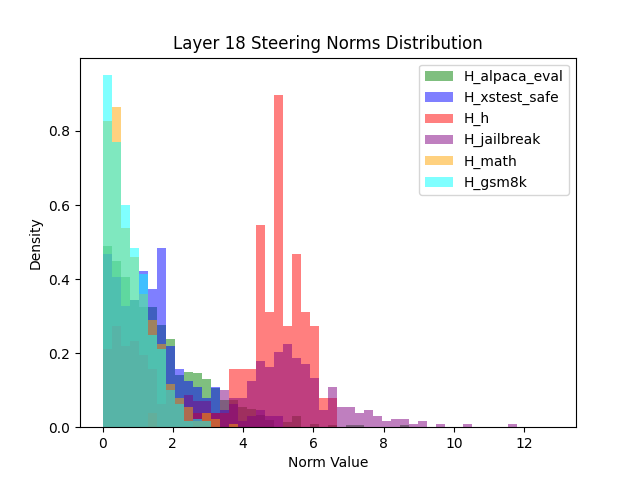 Layer 18 Steering Norms Distribution
H_alpaca_eval
H_xstest_safe
H_h
H_jailbreak
H_math
H_gsm8k
Density
0.8
0.6
0.4
0.2
0.0
0 2 4 6 8 10 12
Norm Value